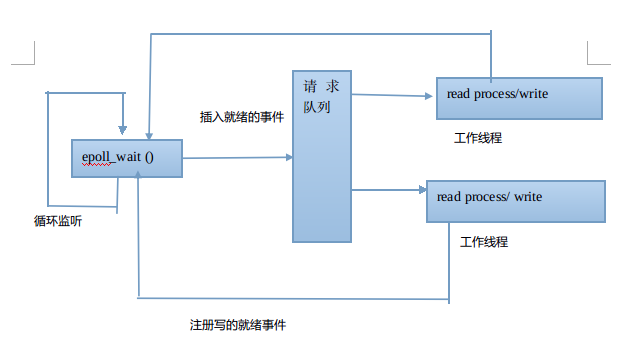 请 求
队列
read process/write
插入就绪的事件
工作线程
epoll_wait ()
read process/ write
循环监听
工作线程
注册写的就绪事件